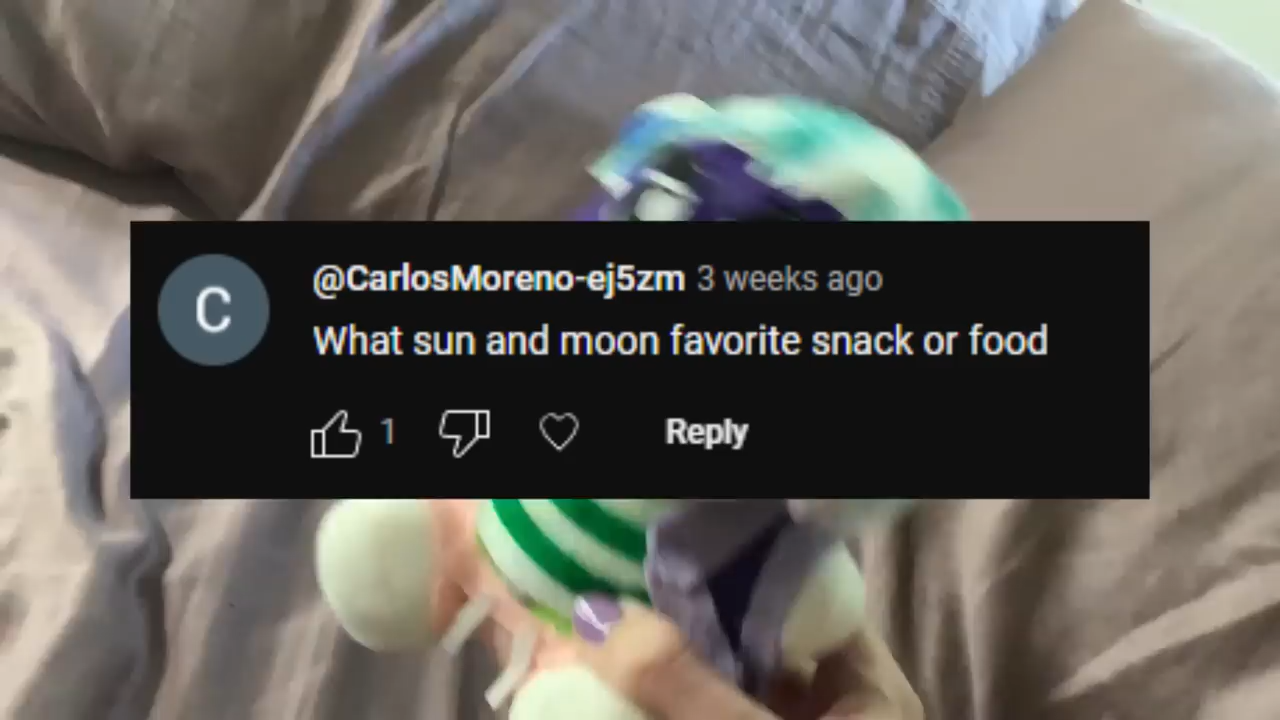 C
@CarlosMoreno-ej5zm 3 weeks ago
What sun and moon favorite snack or food
1
Reply